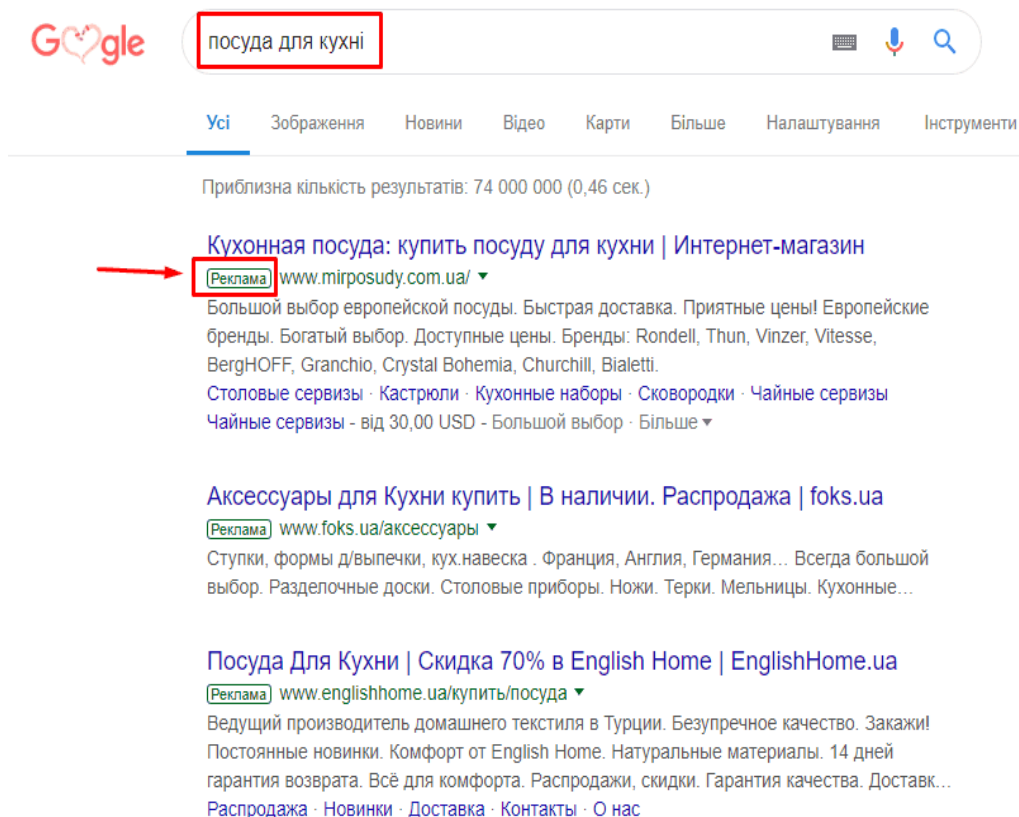 Google
посуда для кухні
Усі Зображення Новини Відео Карти Більше Налаштування Інструменти
Приблизна кількість результатів: 74 000 000 (0,46 сек.)
Кухонная посуда: купить посуду для кухни | Интернет-магазин
Реклама www.mirposudy.com.ua/
Большой выбор европейской посуды. Быстрая доставка. Приятные цены! Европейские
бренды. Богатый выбор. Доступные цены. Бренды: Rondell, Thun, Vinzer, Vitesse,
BergHOFF, Granchio, Crystal Bohemia, Churchill, Bialetti.
Столовые сервизы · Кастрюли · Кухонные наборы · Сковородки · Чайные сервизы
Чайные сервизы - від 30,00 USD - Большой выбор · Більше
Аксессуары для Кухни купить | В наличии. Распродажа | foks.ua
Реклама www.foks.ua/аксессуары
Ступки, формы д/выпечки, кух.навеска . Франция, Англия, Германия… Всегда большой
выбор. Разделочные доски. Столовые приборы. Ножи. Терки. Мельницы. Кухонные…
Посуда Для Кухни | Скидка 70% в English Home | EnglishHome.ua
Реклама www.englishhome.ua/купить/посуда
Ведущий производитель домашнего текстиля в Турции. Безупречное качество. Закажи!
Постоянные новинки. Комфорт от English Home. Натуральные материалы. 14 дней
гарантия возврата. Всё для комфорта. Распродажи, скидки. Гарантия качества. Доставк…
Распродажа · Новинки · Доставка · Контакты · О нас